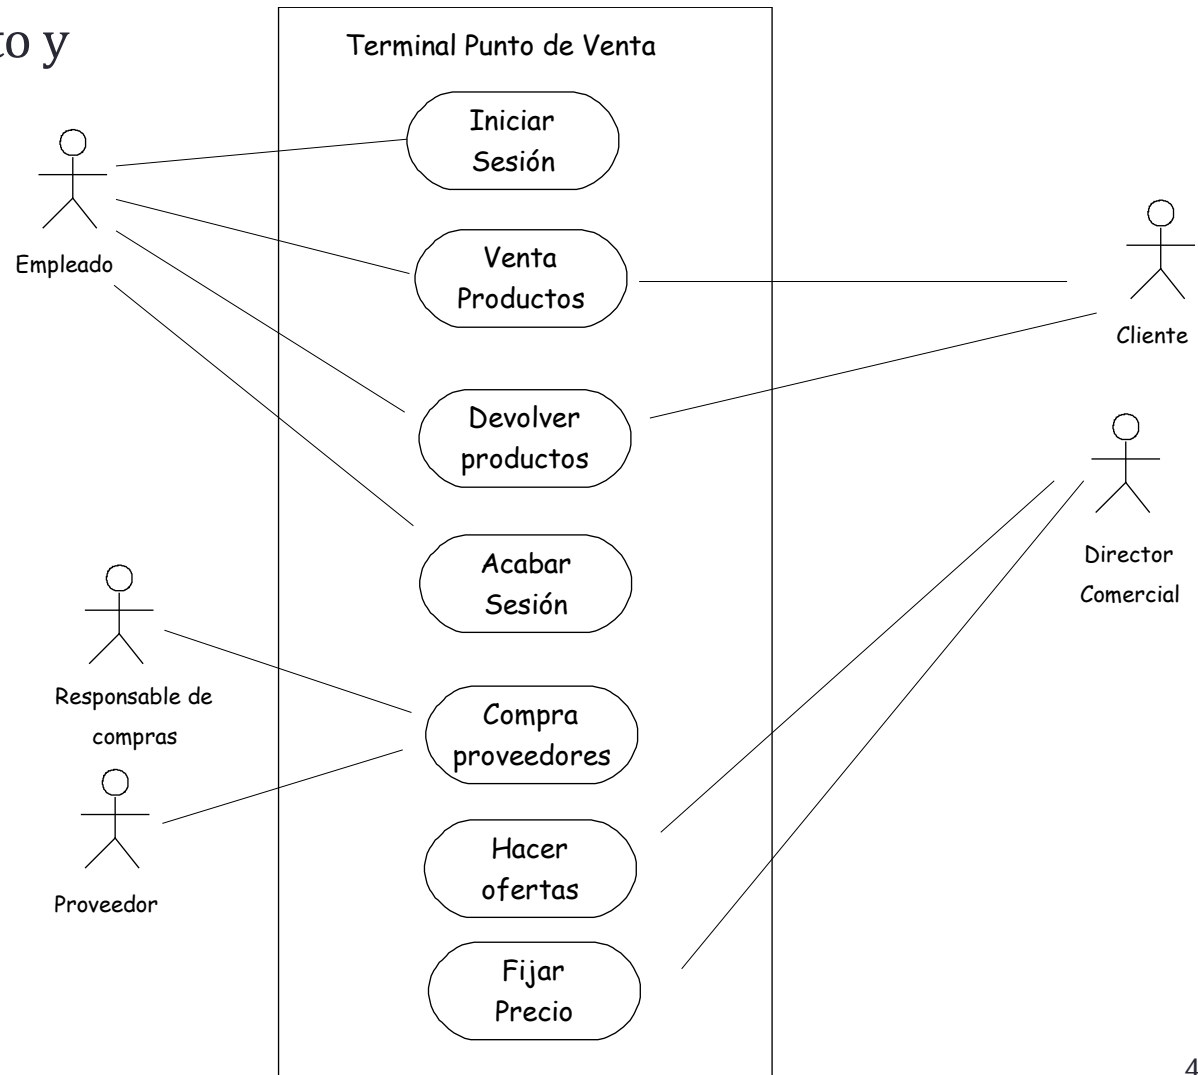 to y
Terminal Punto de Venta
Iniciar
Sesión
Empleado
Venta
Productos
Cliente
Devolver
productos
Director
Comercial
Acabar
Sesión
Responsable de
compras
Compra
proveedores
Proveedor
Hacer
ofertas
Fijar
Precio
4